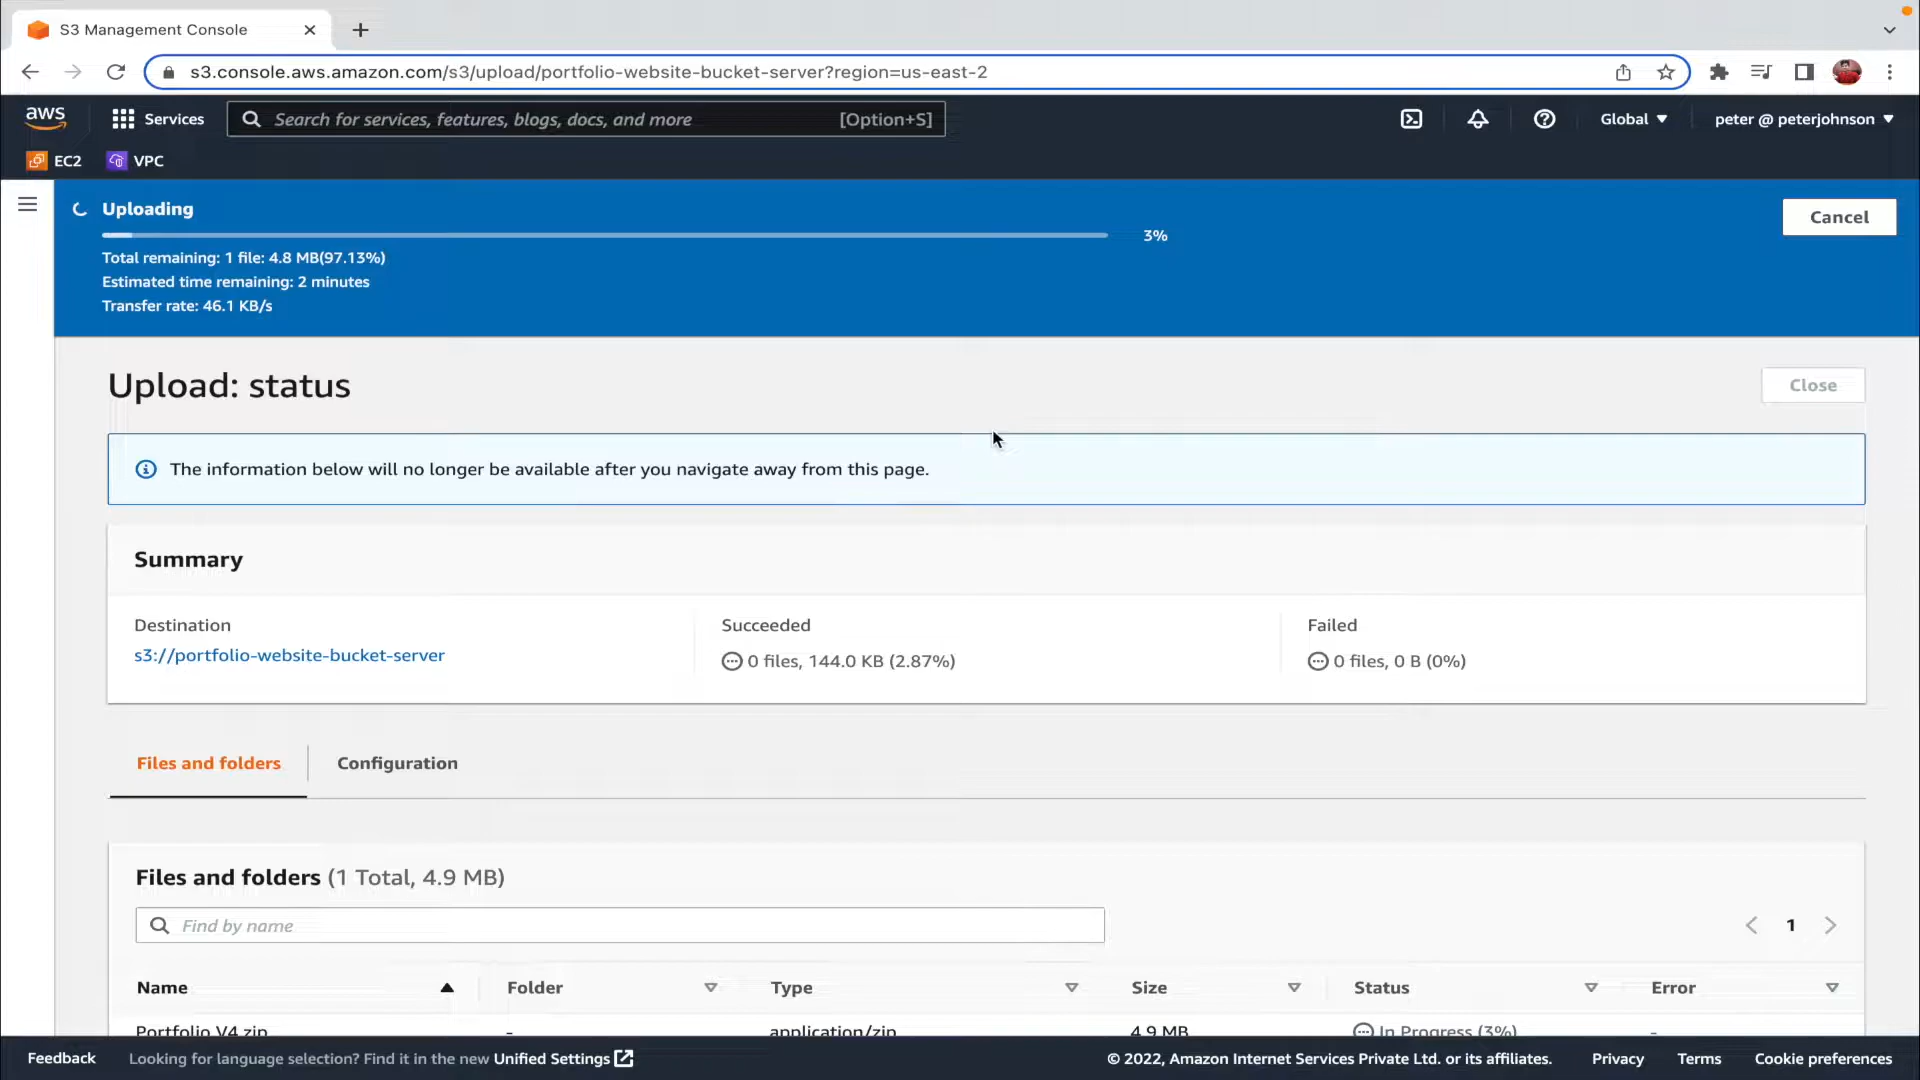 S3 Management Console
s3.console.aws.amazon.com/s3/upload/portfolio-website-bucket-server?region=us-east-2
aws
Services
Search for services, features, blogs, docs, and more [Option+S]
Global
peter @ peterjohnson
EC2
VPC
Uploading
Cancel
3%
Total remaining: 1 file: 4.8 MB(97.13%)
Estimated time remaining: 2 minutes
Transfer rate: 46.1 KB/s
Upload: status
Close
The information below will no longer be available after you navigate away from this page.
Summary
Destination
s3://portfolio-website-bucket-server
Succeeded
0 files, 144.0 KB (2.87%)
Failed
0 files, 0 B (0%)
Files and folders
Configuration
Files and folders (1 Total, 4.9 MB)
Find by name
1
Name Folder Type Size Status Error
Portfolio V4.zip - application/zip 4.9 MB In Progress (3%) -
Feedback
Looking for language selection? Find it in the new Unified Settings
© 2022, Amazon Internet Services Private Ltd. or its affiliates.
Privacy
Terms
Cookie preferences